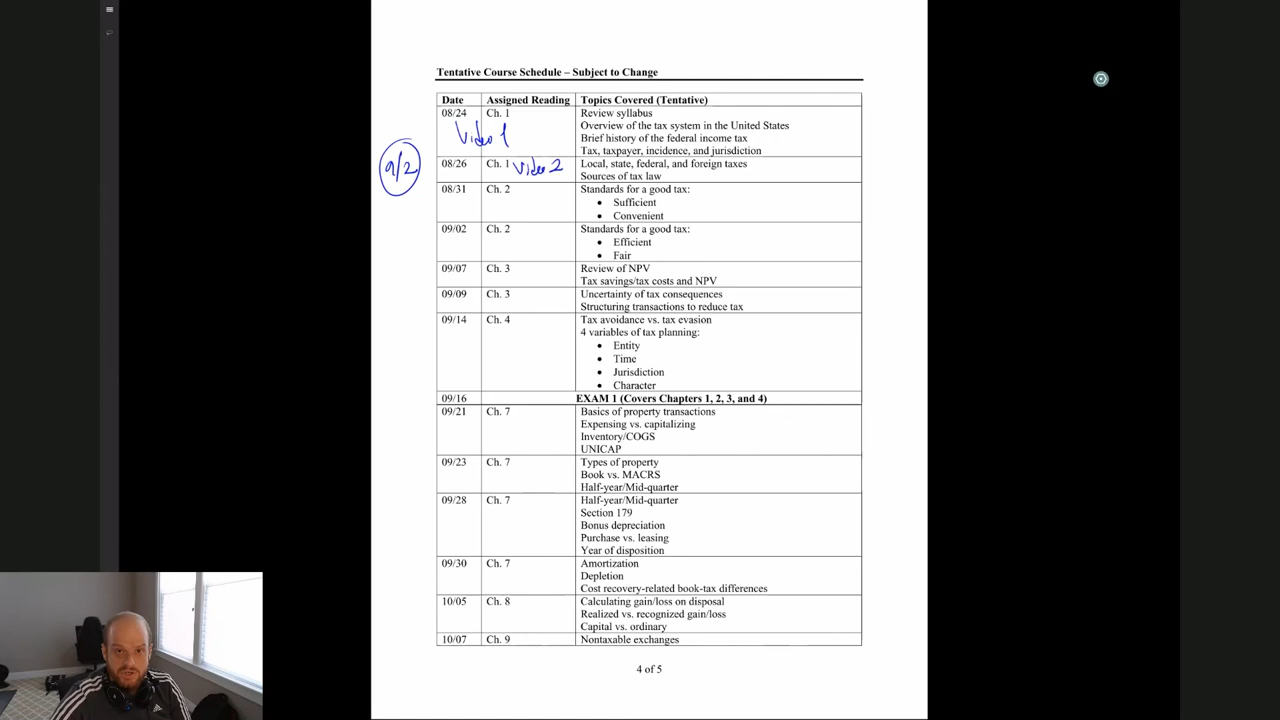 Tentative Course Schedule – Subject to Change
Date Assigned Reading Topics Covered (Tentative)
08/24 Ch. 1 Review syllabus
Overview of the tax system in the United States
Video 1 Brief history of the federal income tax
Tax, taxpayer, incidence, and jurisdiction
9/2 08/26 Ch. 1 Video 2 Local, state, federal, and foreign taxes
Sources of tax law
08/31 Ch. 2 Standards for a good tax:
• Sufficient
• Convenient
09/02 Ch. 2 Standards for a good tax:
• Efficient
• Fair
09/07 Ch. 3 Review of NPV
Tax savings/tax costs and NPV
09/09 Ch. 3 Uncertainty of tax consequences
Structuring transactions to reduce tax
09/14 Ch. 4 Tax avoidance vs. tax evasion
4 variables of tax planning:
• Entity
• Time
• Jurisdiction
• Character
09/16 EXAM 1 (Covers Chapters 1, 2, 3, and 4)
09/21 Ch. 7 Basics of property transactions
Expensing vs. capitalizing
Inventory/COGS
UNICAP
09/23 Ch. 7 Types of property
Book vs. MACRS
Half-year/Mid-quarter
09/28 Ch. 7 Half-year/Mid-quarter
Section 179
Bonus depreciation
Purchase vs. leasing
Year of disposition
09/30 Ch. 7 Amortization
Depletion
Cost recovery-related book-tax differences
10/05 Ch. 8 Calculating gain/loss on disposal
Realized vs. recognized gain/loss
Capital vs. ordinary
10/07 Ch. 9 Nontaxable exchanges
4 of 5